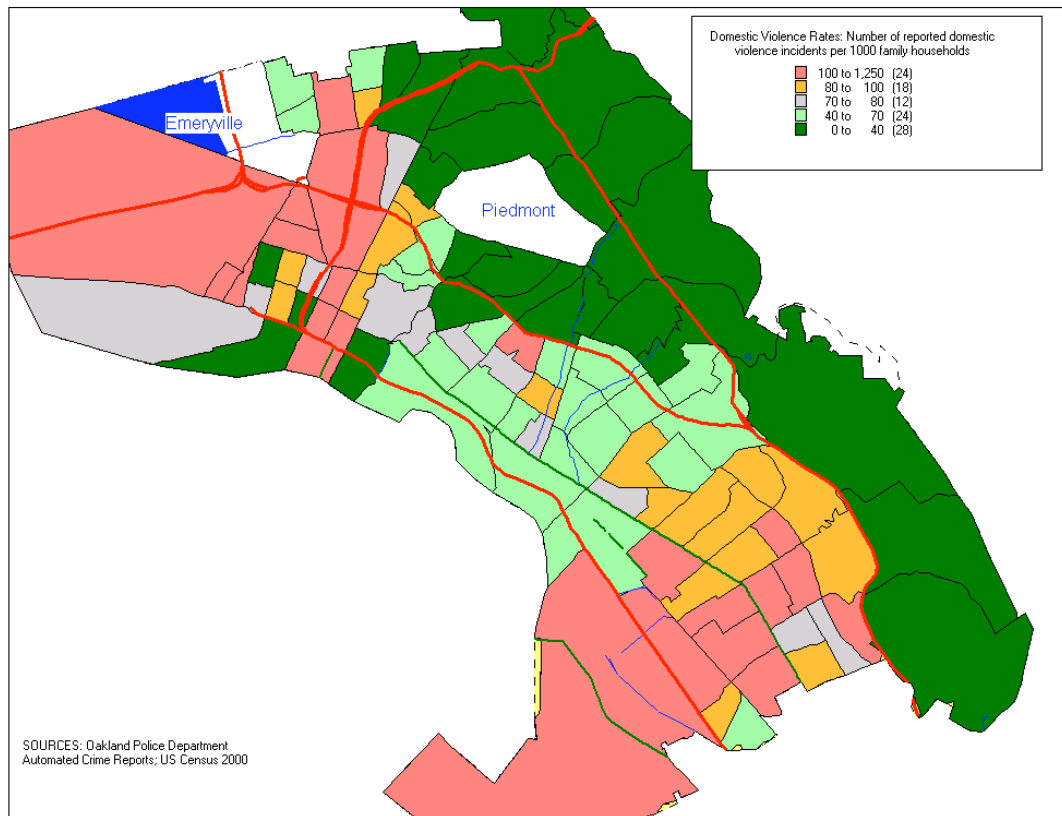 Domestic Violence Rates: Number of reported domestic
violence incidents per 1000 family households
100 to 1,250 (24)
80 to 100 (18)
70 to 80 (12)
40 to 70 (24)
0 to 40 (28)
Emeryville
Piedmont
SOURCES: Oakland Police Department
Automated Crime Reports; US Census 2000